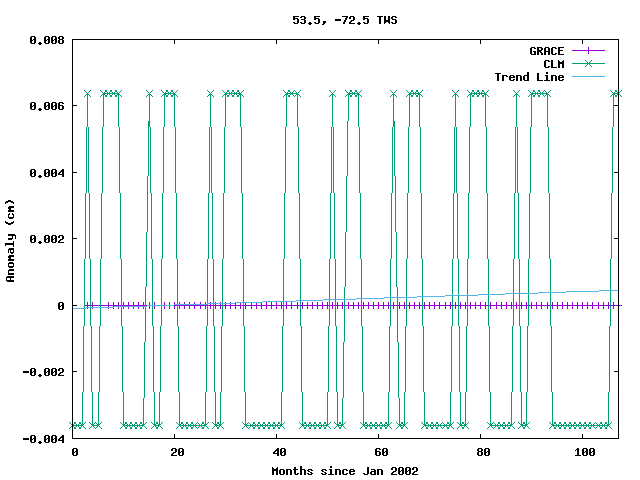 53.5, -72.5 TWS
GRACE
CLM
Trend Line
0.008
0.006
0.004
0.002
0
-0.002
-0.004
Anomaly (cm)
0 20 40 60 80 100
Months since Jan 2002